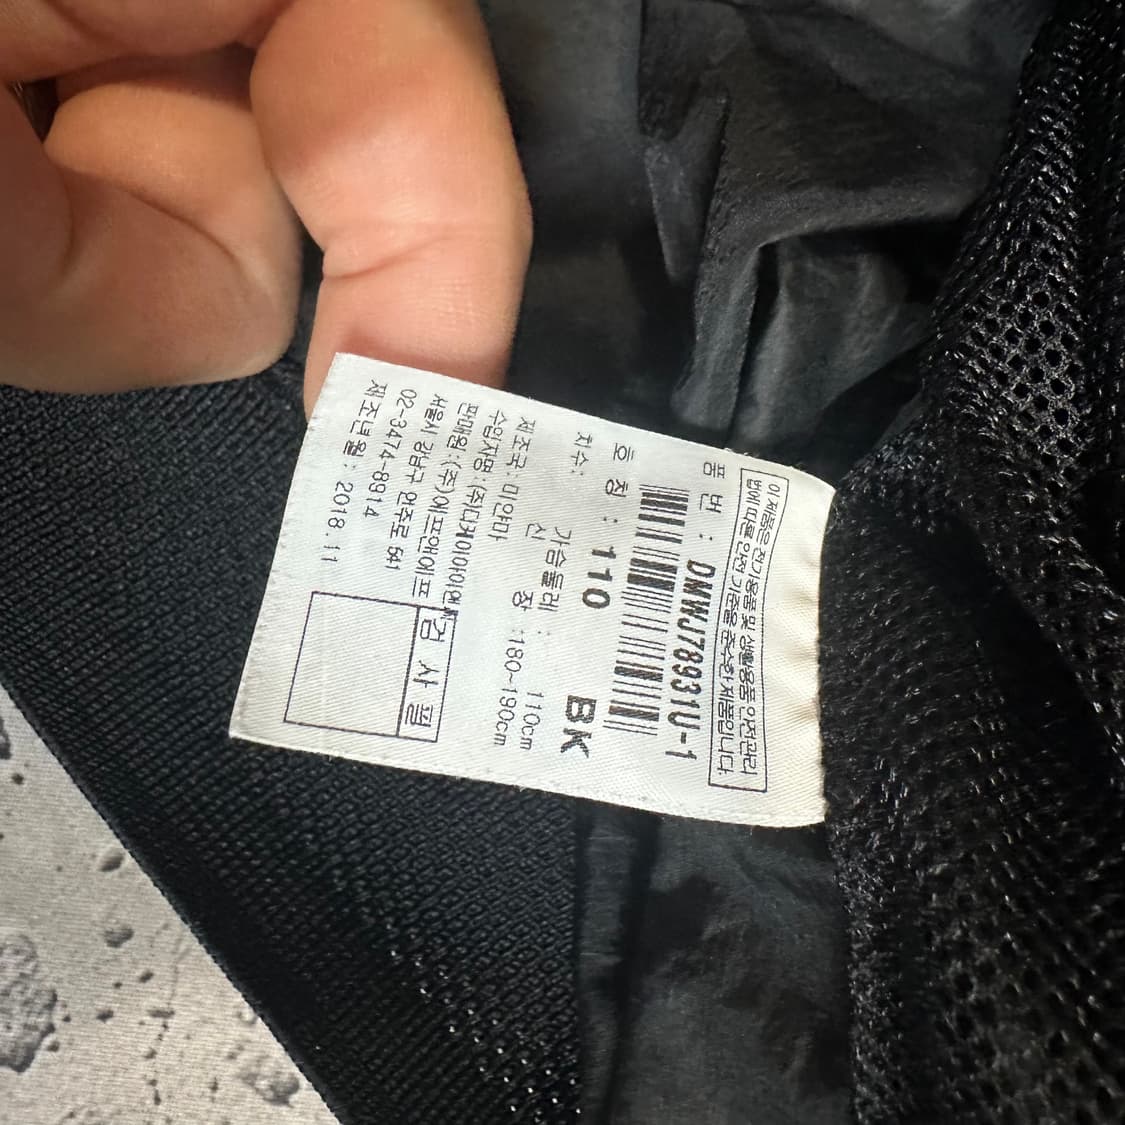 이 제품은 전기용품 및 생활용품 안전관리
법에 따른 안전기준을 준수한 제품입니다.
품 번 : DMWJ78931U-1
호 칭 : 110 BK
치수: 가슴둘레 : 110cm
신 장 :180~190cm
제조국: 미얀마
수입자명:(주)디케이아이앤씨
판매원:(주)에프앤에프
서울시 강남구 언주로 541
02-3474-8914
제조년월: 2018.11
검 사 필